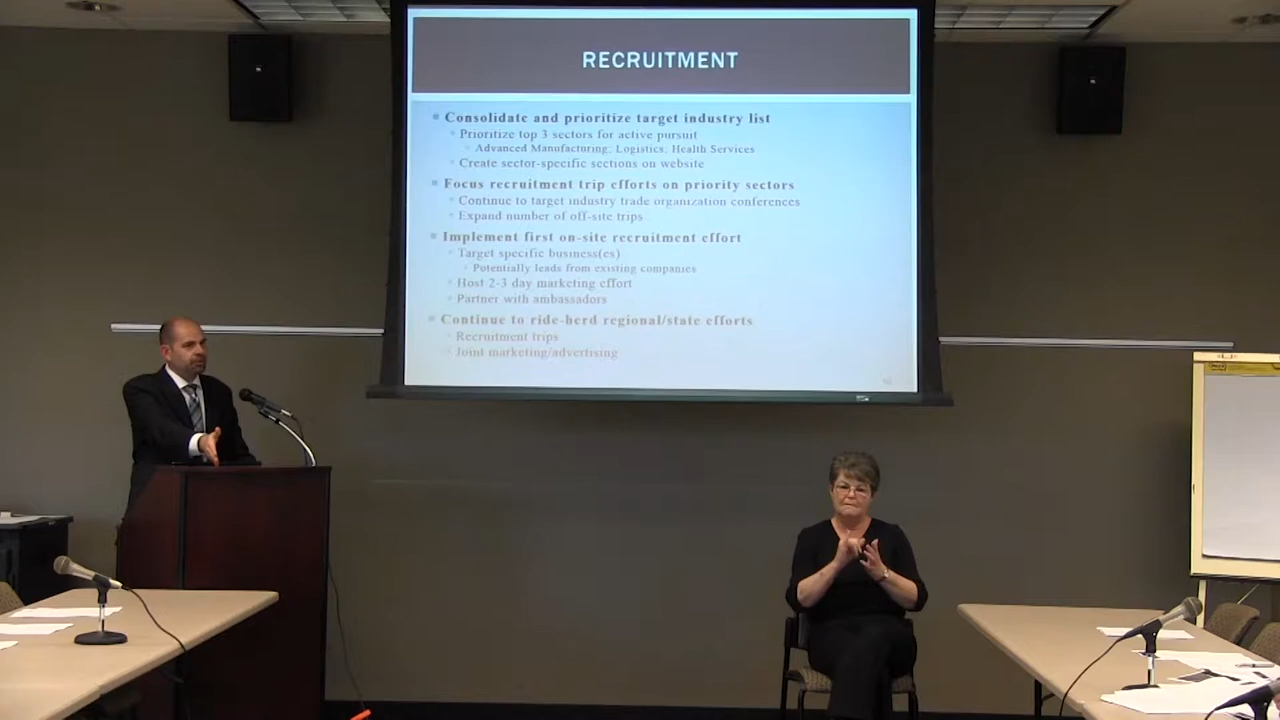 RECRUITMENT
Consolidate and prioritize target industry list
Prioritize top 3 sectors for active pursuit
Advanced Manufacturing; Logistics; Health Services
Create sector-specific sections on website
Focus recruitment trip efforts on priority sectors
Continue to target industry trade organization conferences
Expand number of off-site trips
Implement first on-site recruitment effort
Target specific business(es)
Potentially leads from existing companies
Host 2-3 day marketing effort
Partner with ambassadors
Continue to ride-herd regional/state efforts
Recruitment trips
Joint marketing/advertising